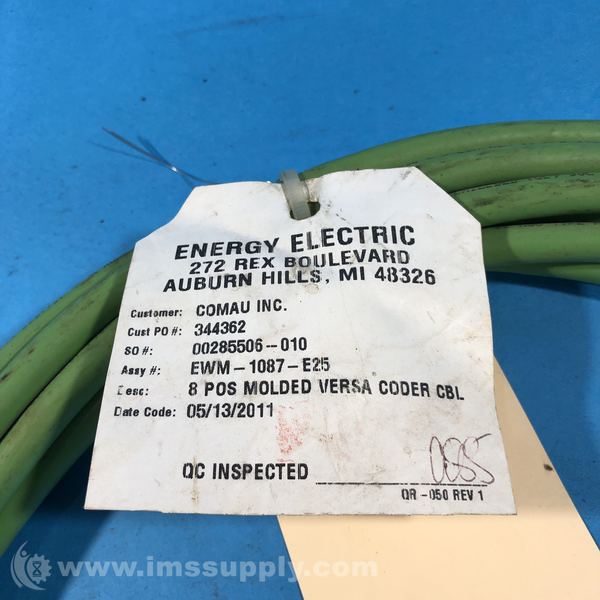 ENERGY ELECTRIC
272 REX BOULEVARD
AUBURN HILLS, MI 48326
Customer: COMAU INC.
Cust PO #: 344362
SO #: 00285506-010
Assy #: EWM-1087-E25
Desc: 8 POS MOLDED VERSA CODER CBL
Date Code: 05/13/2011
QC INSPECTED
QR-050 REV 1
www.imssupply.com